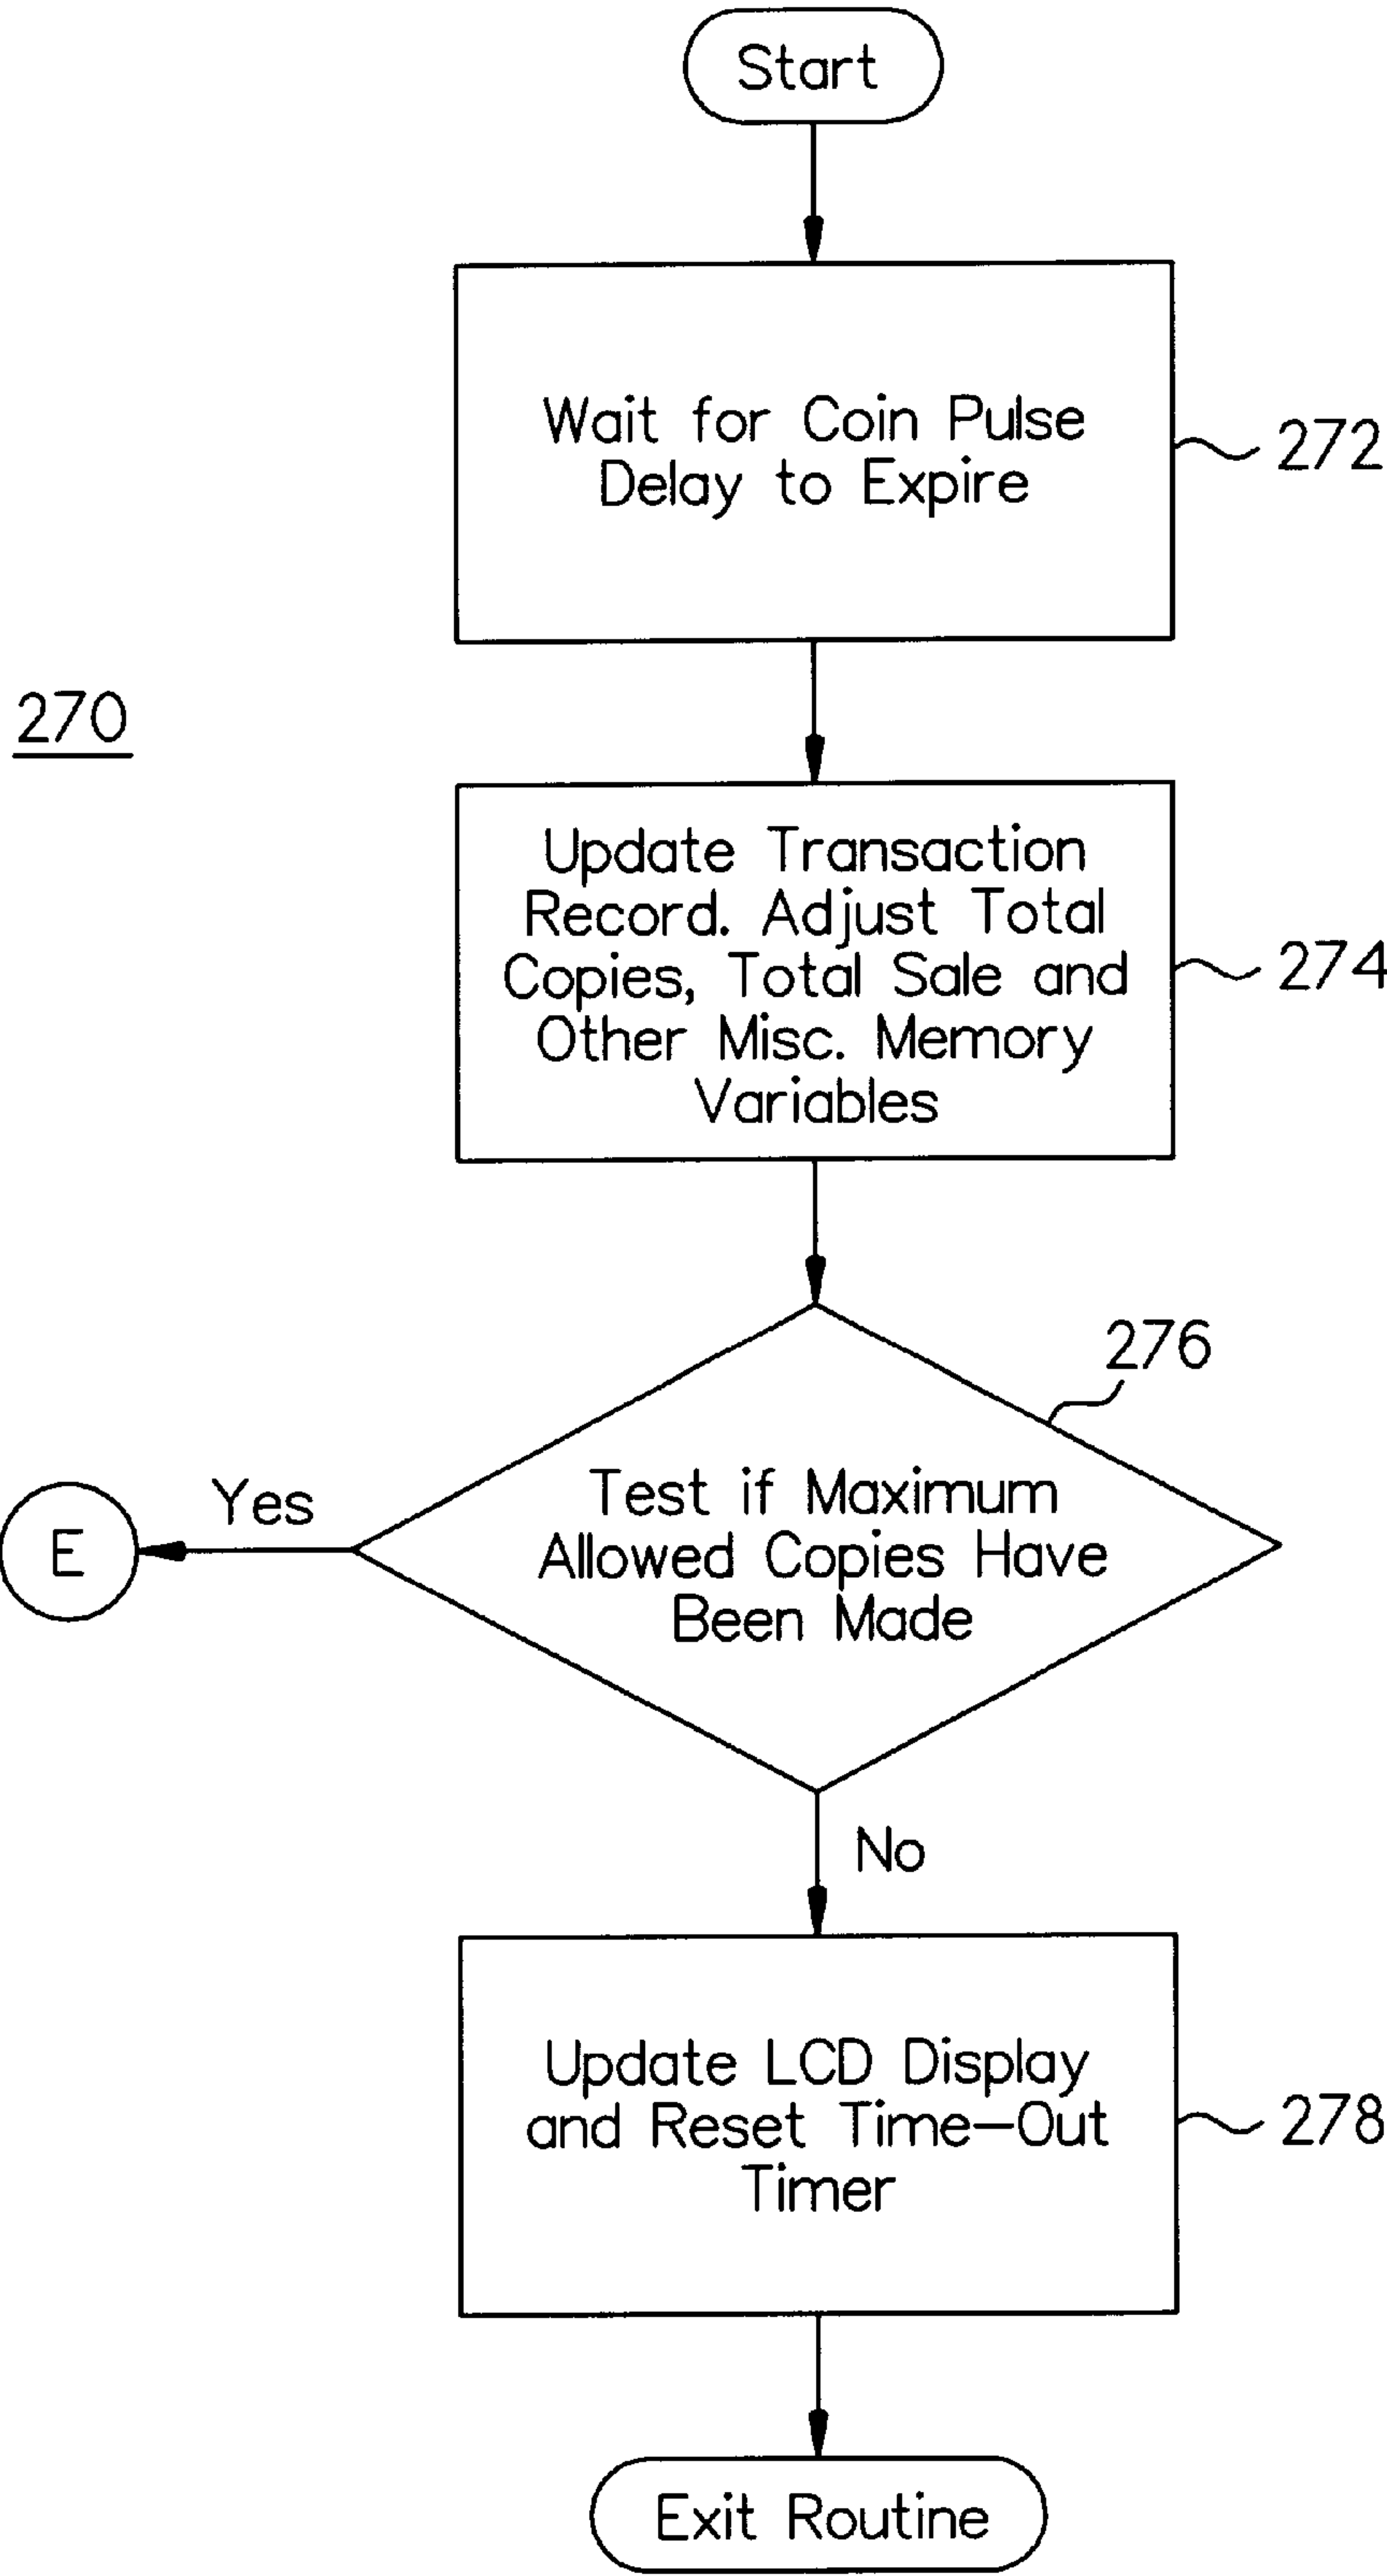 Start
Wait for Coin Pulse
Delay to Expire
272
270
Update Transaction
Record. Adjust Total
Copies, Total Sale and
Other Misc. Memory
Variables
274
276
Test if Maximum
Allowed Copies Have
Been Made
Yes
E
No
Update LCD Display
and Reset Time-Out
Timer
278
Exit Routine